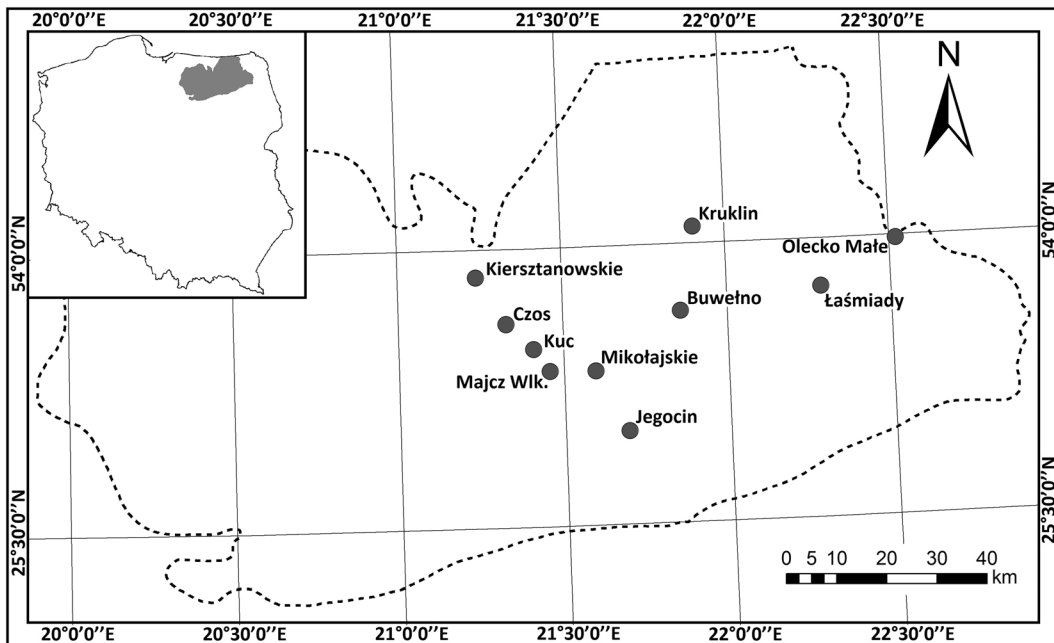 20°0'0''E 20°30'0''E 21°0'0''E 21°30'0''E 22°0'0''E 22°30'0''E
N
Kruklin
54°0'0''N
54°0'0''N
Olecko Małe
Kiersztanowskie
Buwełno
Łaśmiady
Czos
Kuc
Mikołajskie
Majcz Wlk.
Jegocin
25°30'0''N
25°30'0''N
0 5 10 20 30 40
km
20°0'0''E 20°30'0''E 21°0'0''E 21°30'0''E 22°0'0''E 22°30'0''E